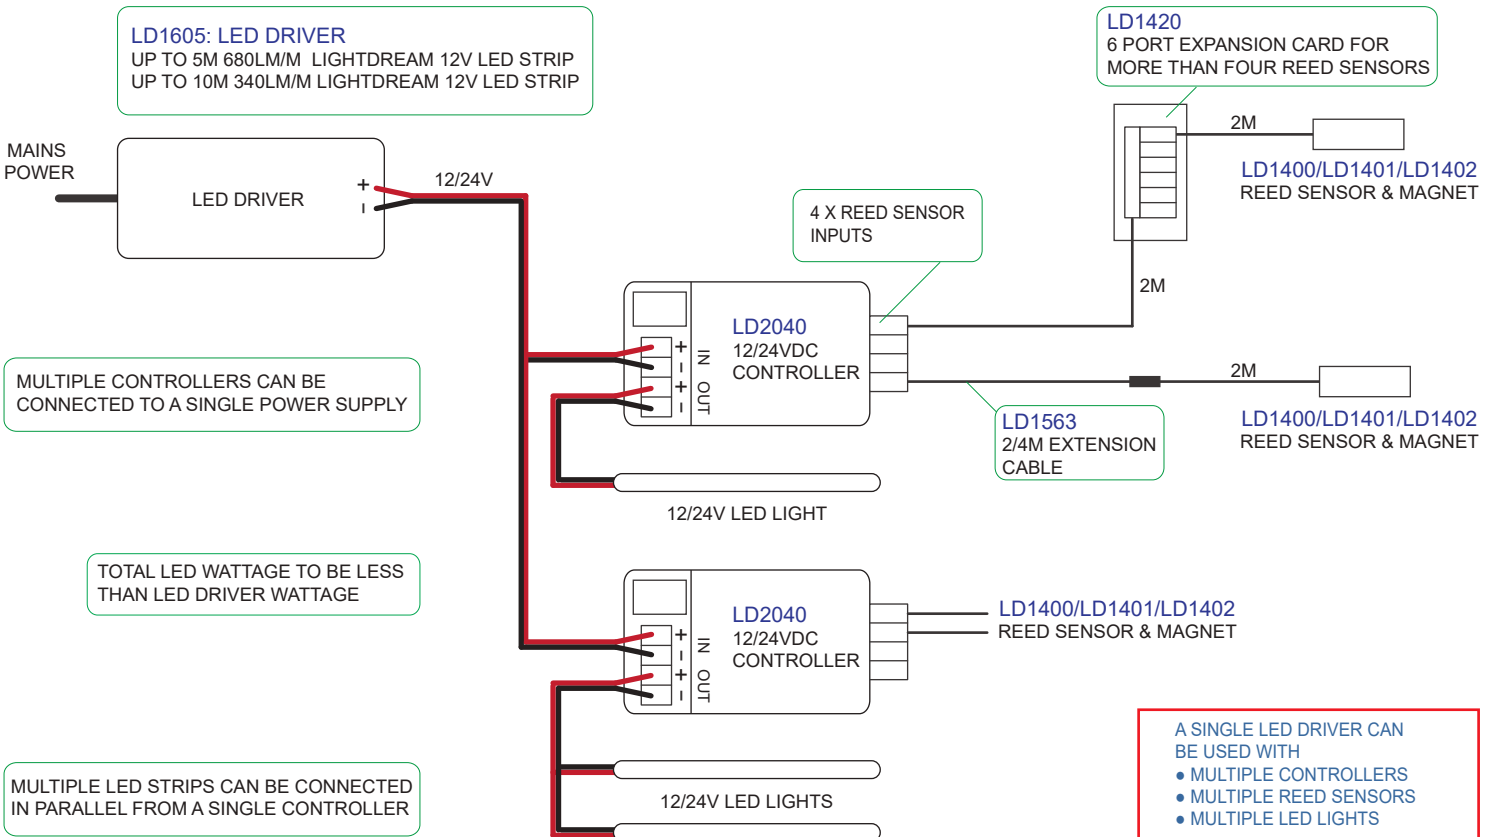 LD1605: LED DRIVER
UP TO 5M 680LM/M LIGHTDREAM 12V LED STRIP
UP TO 10M 340LM/M LIGHTDREAM 12V LED STRIP
LD1420
6 PORT EXPANSION CARD FOR
MORE THAN FOUR REED SENSORS
MAINS
POWER
LED DRIVER
+
-
12/24V
2M
LD1400/LD1401/LD1402
REED SENSOR & MAGNET
4 X REED SENSOR
INPUTS
2M
LD2040
12/24VDC
CONTROLLER
+
-
+
-
IN
OUT
MULTIPLE CONTROLLERS CAN BE
CONNECTED TO A SINGLE POWER SUPPLY
2M
LD1400/LD1401/LD1402
REED SENSOR & MAGNET
LD1563
2/4M EXTENSION
CABLE
12/24V LED LIGHT
TOTAL LED WATTAGE TO BE LESS
THAN LED DRIVER WATTAGE
LD2040
12/24VDC
CONTROLLER
+
-
+
-
IN
OUT
LD1400/LD1401/LD1402
REED SENSOR & MAGNET
MULTIPLE LED STRIPS CAN BE CONNECTED
IN PARALLEL FROM A SINGLE CONTROLLER
12/24V LED LIGHTS
A SINGLE LED DRIVER CAN
BE USED WITH
● MULTIPLE CONTROLLERS
● MULTIPLE REED SENSORS
● MULTIPLE LED LIGHTS